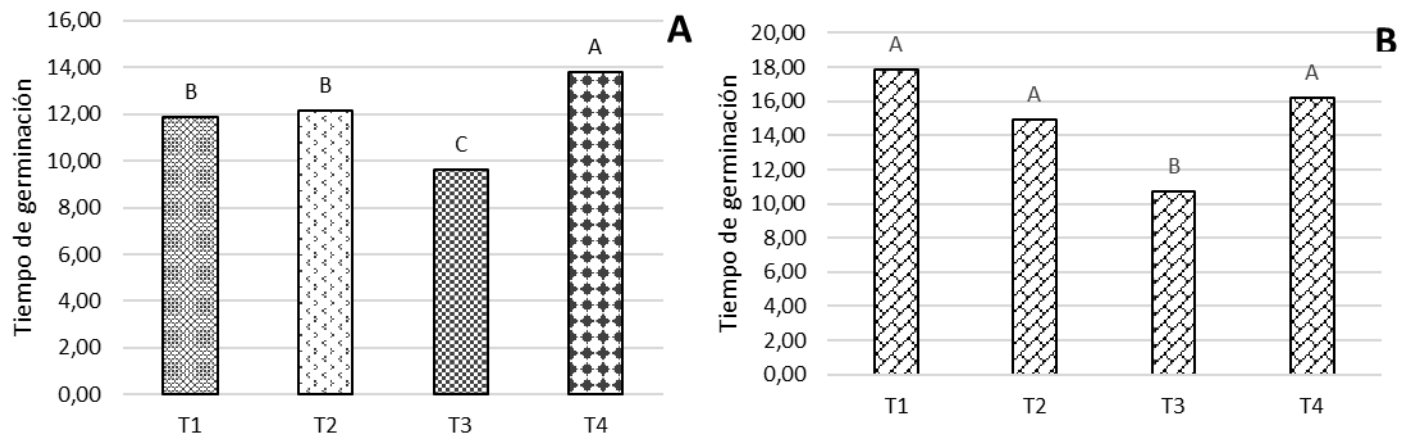 A
Tiempo de germinación
16,00
14,00
12,00
10,00
8,00
6,00
4,00
2,00
0,00
B
B
C
A
T1 T2 T3 T4
B
Tiempo de germinación
20,00
18,00
16,00
14,00
12,00
10,00
8,00
6,00
4,00
2,00
0,00
A
A
B
A
T1 T2 T3 T4